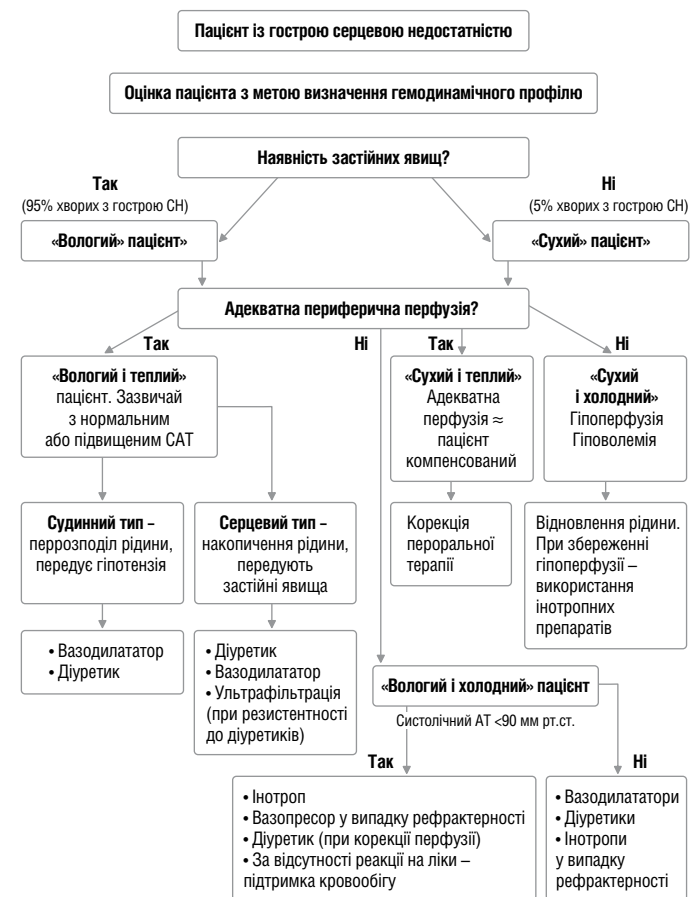 Пацієнт із гострою серцевою недостатністю
Оцінка пацієнта з метою визначення гемодинамічного профілю
Наявність застійних явищ?
Так
(95% хворих з гострою СН)
Ні
(5% хворих з гострою СН)
«Вологий» пацієнт»
«Сухий» пацієнт»
Адекватна периферична перфузія?
Так
Ні
Так
Ні
«Вологий і теплий»
пацієнт. Зазвичай
з нормальним
або підвищеним САТ
«Сухий і теплий»
Адекватна
перфузія ≈
пацієнт
компенсований
«Сухий
і холодний»
Гіпоперфузія
Гіповолемія
Судинний тип –
перрозподіл рідини,
передує гіпотензія
Серцевий тип –
накопичення рідини,
передують
застійні явища
Корекція
пероральної
терапії
Відновлення рідини.
При збереженні
гіпоперфузії –
використання
інотропних
препаратів
• Вазодилататор
• Діуретик
• Діуретик
• Вазодилататор
• Ультрафільтрація
(при резистентності
до діуретиків)
«Вологий і холодний» пацієнт
Систолічний АТ <90 мм рт.ст.
Так
Ні
• Інотроп
• Вазопресор у випадку рефрактерності
• Діуретик (при корекції перфузії)
• За відсутності реакції на ліки –
підтримка кровообігу
• Вазодилататори
• Діуретики
• Інотропи
у випадку
рефрактерності